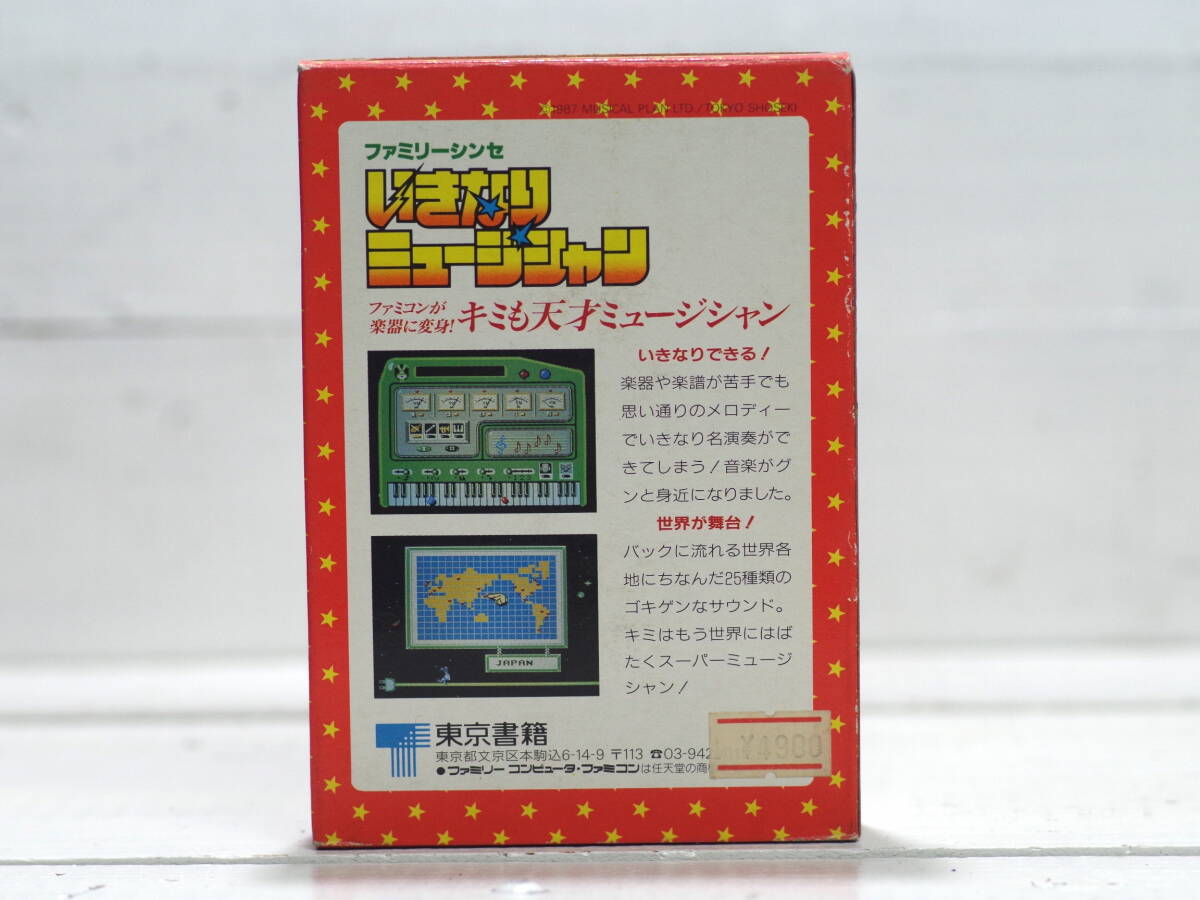 ©1987 MUSICAL PLAN LTD./TOKYO SHOSEKI
ファミリーシンセ
いきなり
ミュージシャン
ファミコンが
楽器に変身!
キミも天才ミュージシャン
いきなりできる!
楽器や楽譜が苦手でも
思い通りのメロディー
でいきなり名演奏がで
きてしまう!音楽がグ
ンと身近になりました。
世界が舞台!
バックに流れる世界各
地にちなんだ25種類の
ゴキゲンなサウンド。
キミはもう世界にはば
たくスーパーミュージ
シャン!
JAPAN
東京書籍
東京都文京区本駒込6-14-9 〒113 ☎03-942
●ファミリー コンピュータ・ファミコンは任天堂の商標
¥4900